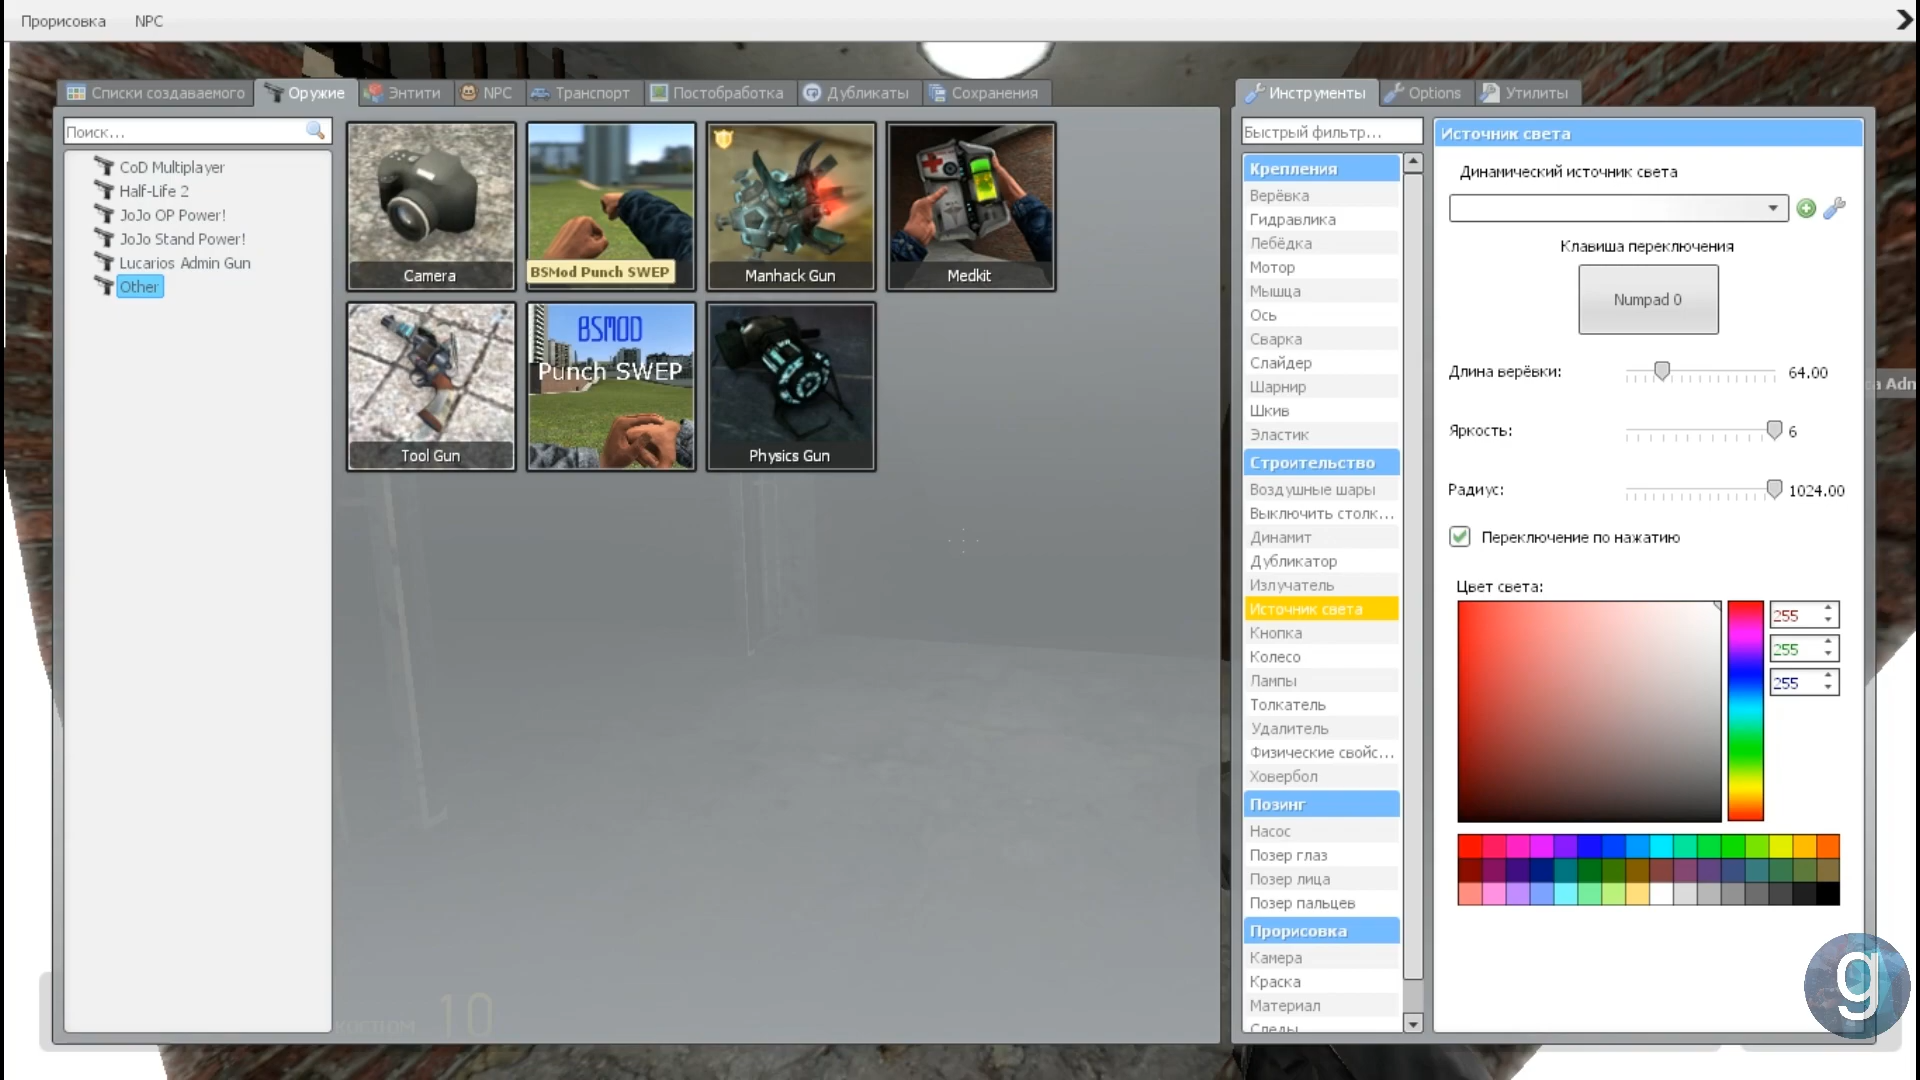 Прорисовка NPC
Списки создаваемого Оружие Энтити NPC Транспорт Постобработка Дубликаты Сохранения
Инструменты Options Утилиты
Поиск...
CoD Multiplayer
Half-Life 2
JoJo OP Power!
JoJo Stand Power!
Lucarios Admin Gun
Other
Camera
BSMod Punch SWEP
Manhack Gun
Medkit
Tool Gun
BSMOD
Punch SWEP
Physics Gun
костюм 10
Быстрый фильтр...
Крепления
Верёвка
Гидравлика
Лебёдка
Мотор
Мышца
Ось
Сварка
Слайдер
Шарнир
Шкив
Эластик
Строительство
Воздушные шары
Выключить столк...
Динамит
Дубликатор
Излучатель
Источник света
Кнопка
Колесо
Лампы
Толкатель
Удалитель
Физические свойс...
Ховербол
Позинг
Насос
Позер глаз
Позер лица
Позер пальцев
Прорисовка
Камера
Краска
Материал
Следы
Источник света
Динамический источник света
Клавиша переключения
Numpad 0
Длина верёвки: 64.00
Яркость: 6
Радиус: 1024.00
Переключение по нажатию
Цвет света:
255
255
255
g